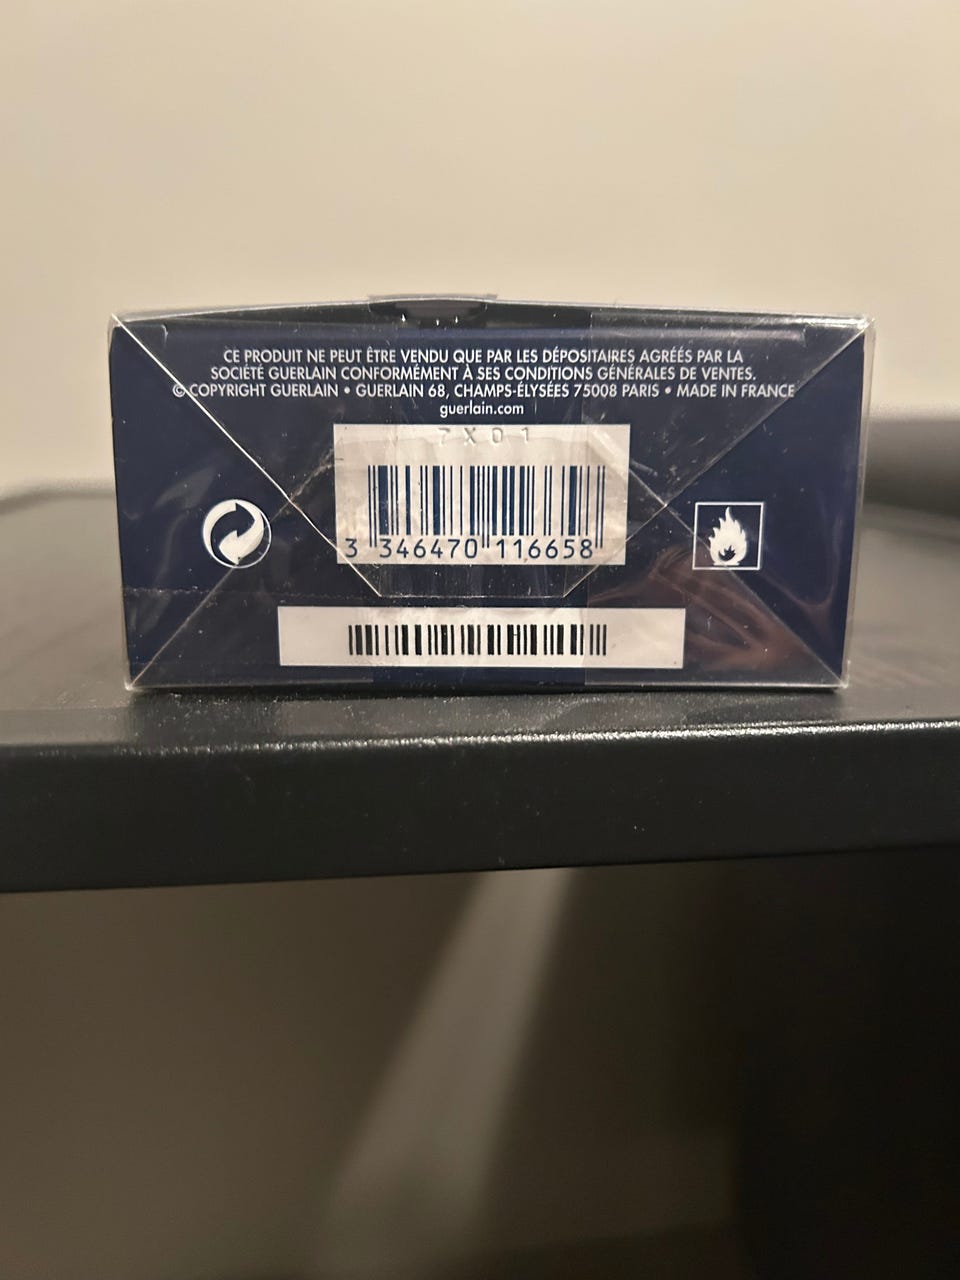 CE PRODUIT NE PEUT ÊTRE VENDU QUE PAR LES DÉPOSITAIRES AGRÉÉS PAR LA
SOCIÉTÉ GUERLAIN CONFORMÉMENT À SES CONDITIONS GÉNÉRALES DE VENTES.
© COPYRIGHT GUERLAIN • GUERLAIN 68, CHAMPS-ÉLYSÉES 75008 PARIS • MADE IN FRANCE
guerlain.com
7X01
3 346470 116658